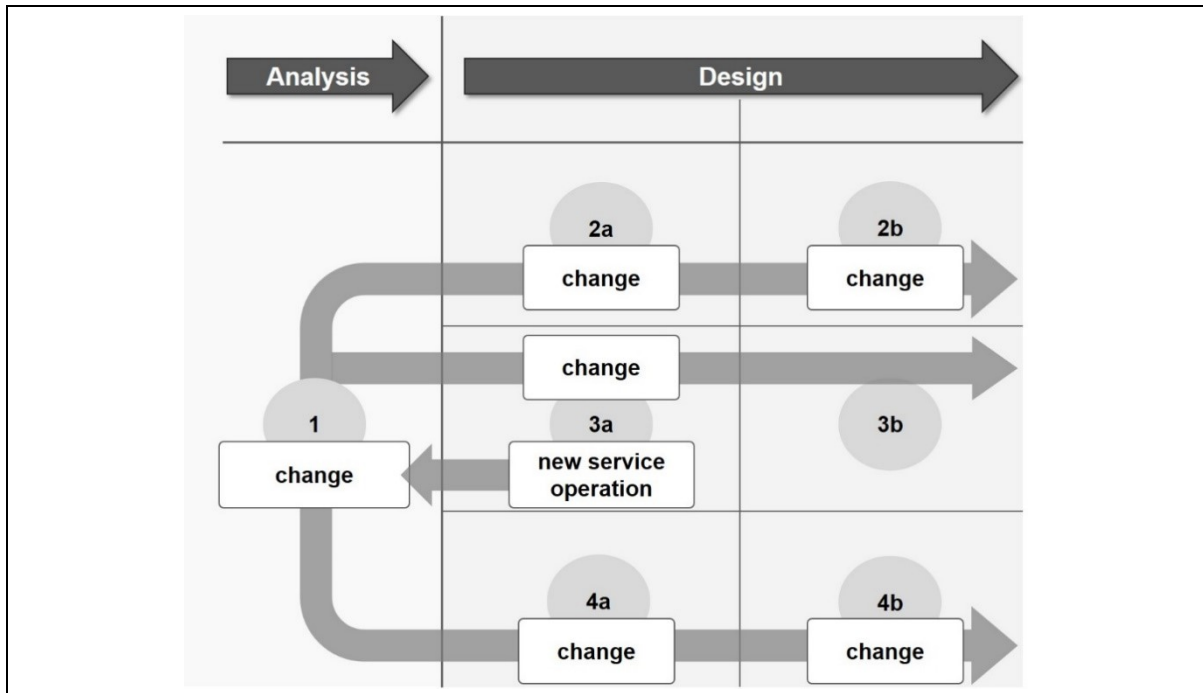 Analysis
Design
2a
change
2b
change
change
1
change
3a
new service
operation
3b
4a
change
4b
change